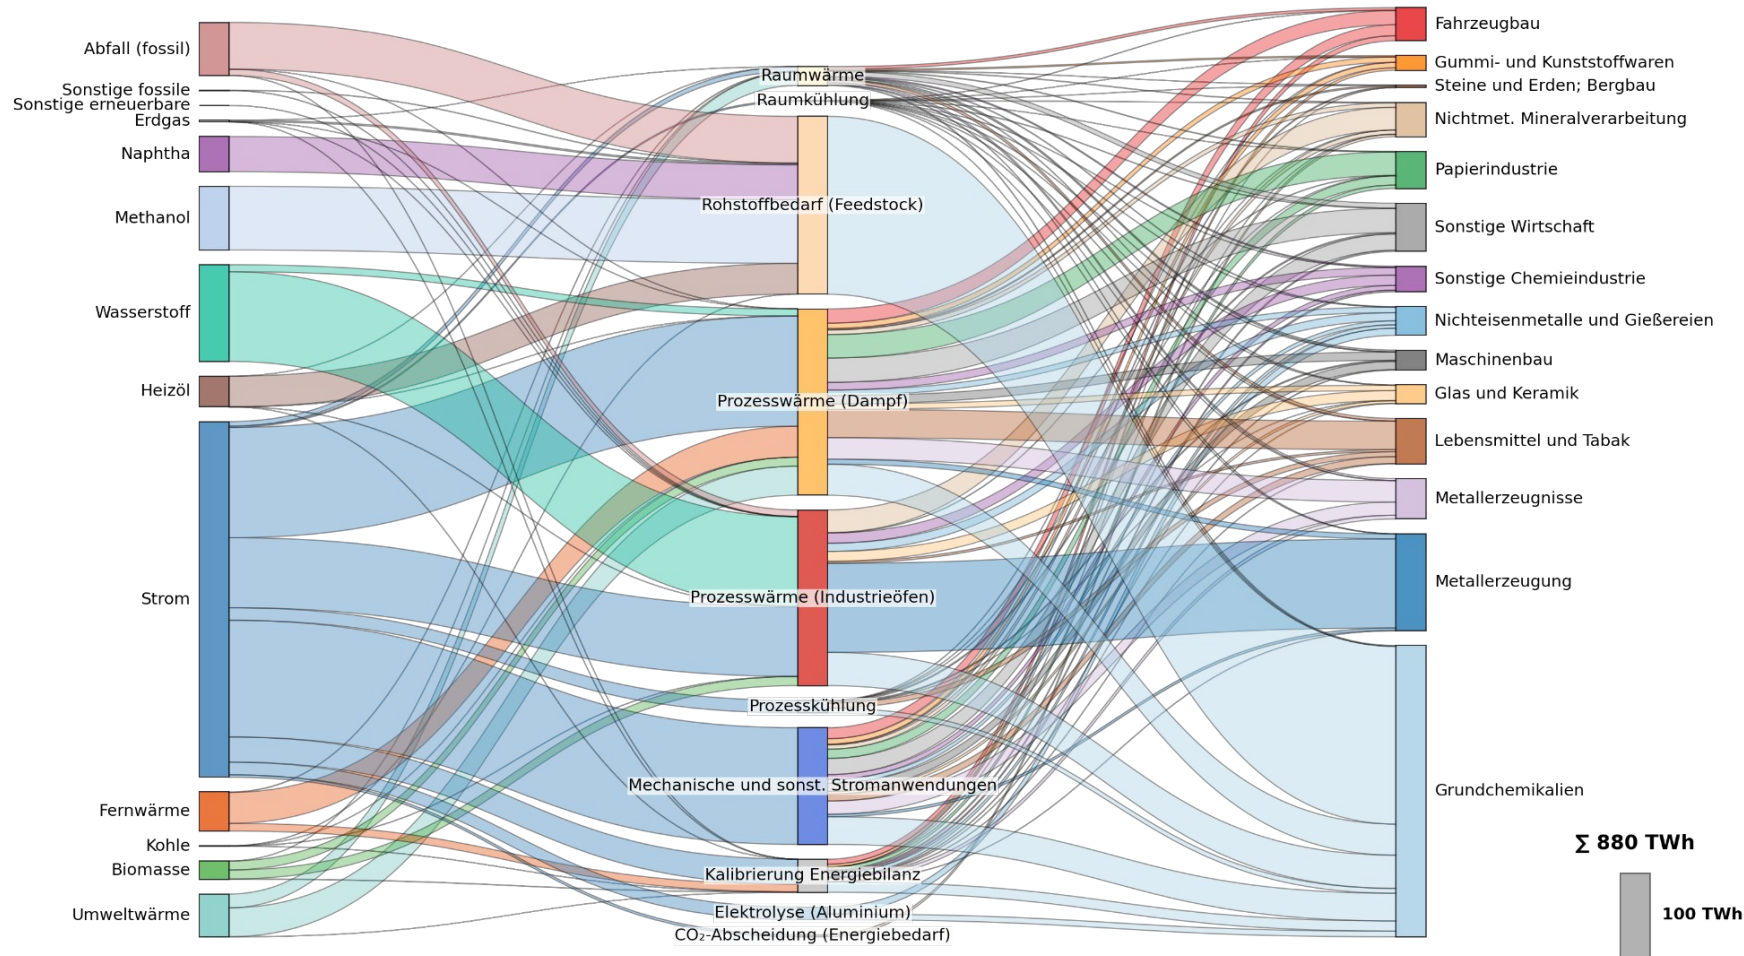 Abfall (fossil)
Sonstige fossile
Sonstige erneuerbare
Erdgas
Naphtha
Methanol
Wasserstoff
Heizöl
Strom
Fernwärme
Kohle
Biomasse
Umweltwärme
Raumwärme
Raumkühlung
Rohstoffbedarf (Feedstock)
Prozesswärme (Dampf)
Prozesswärme (Industrieöfen)
Prozesskühlung
Mechanische und sonst. Stromanwendungen
Kalibrierung Energiebilanz
Elektrolyse (Aluminium)
CO₂-Abscheidung (Energiebedarf)
Fahrzeugbau
Gummi- und Kunststoffwaren
Steine und Erden; Bergbau
Nichtmet. Mineralverarbeitung
Papierindustrie
Sonstige Wirtschaft
Sonstige Chemieindustrie
Nichteisenmetalle und Gießereien
Maschinenbau
Glas und Keramik
Lebensmittel und Tabak
Metallerzeugnisse
Metallerzeugung
Grundchemikalien
∑ 880 TWh
100 TWh